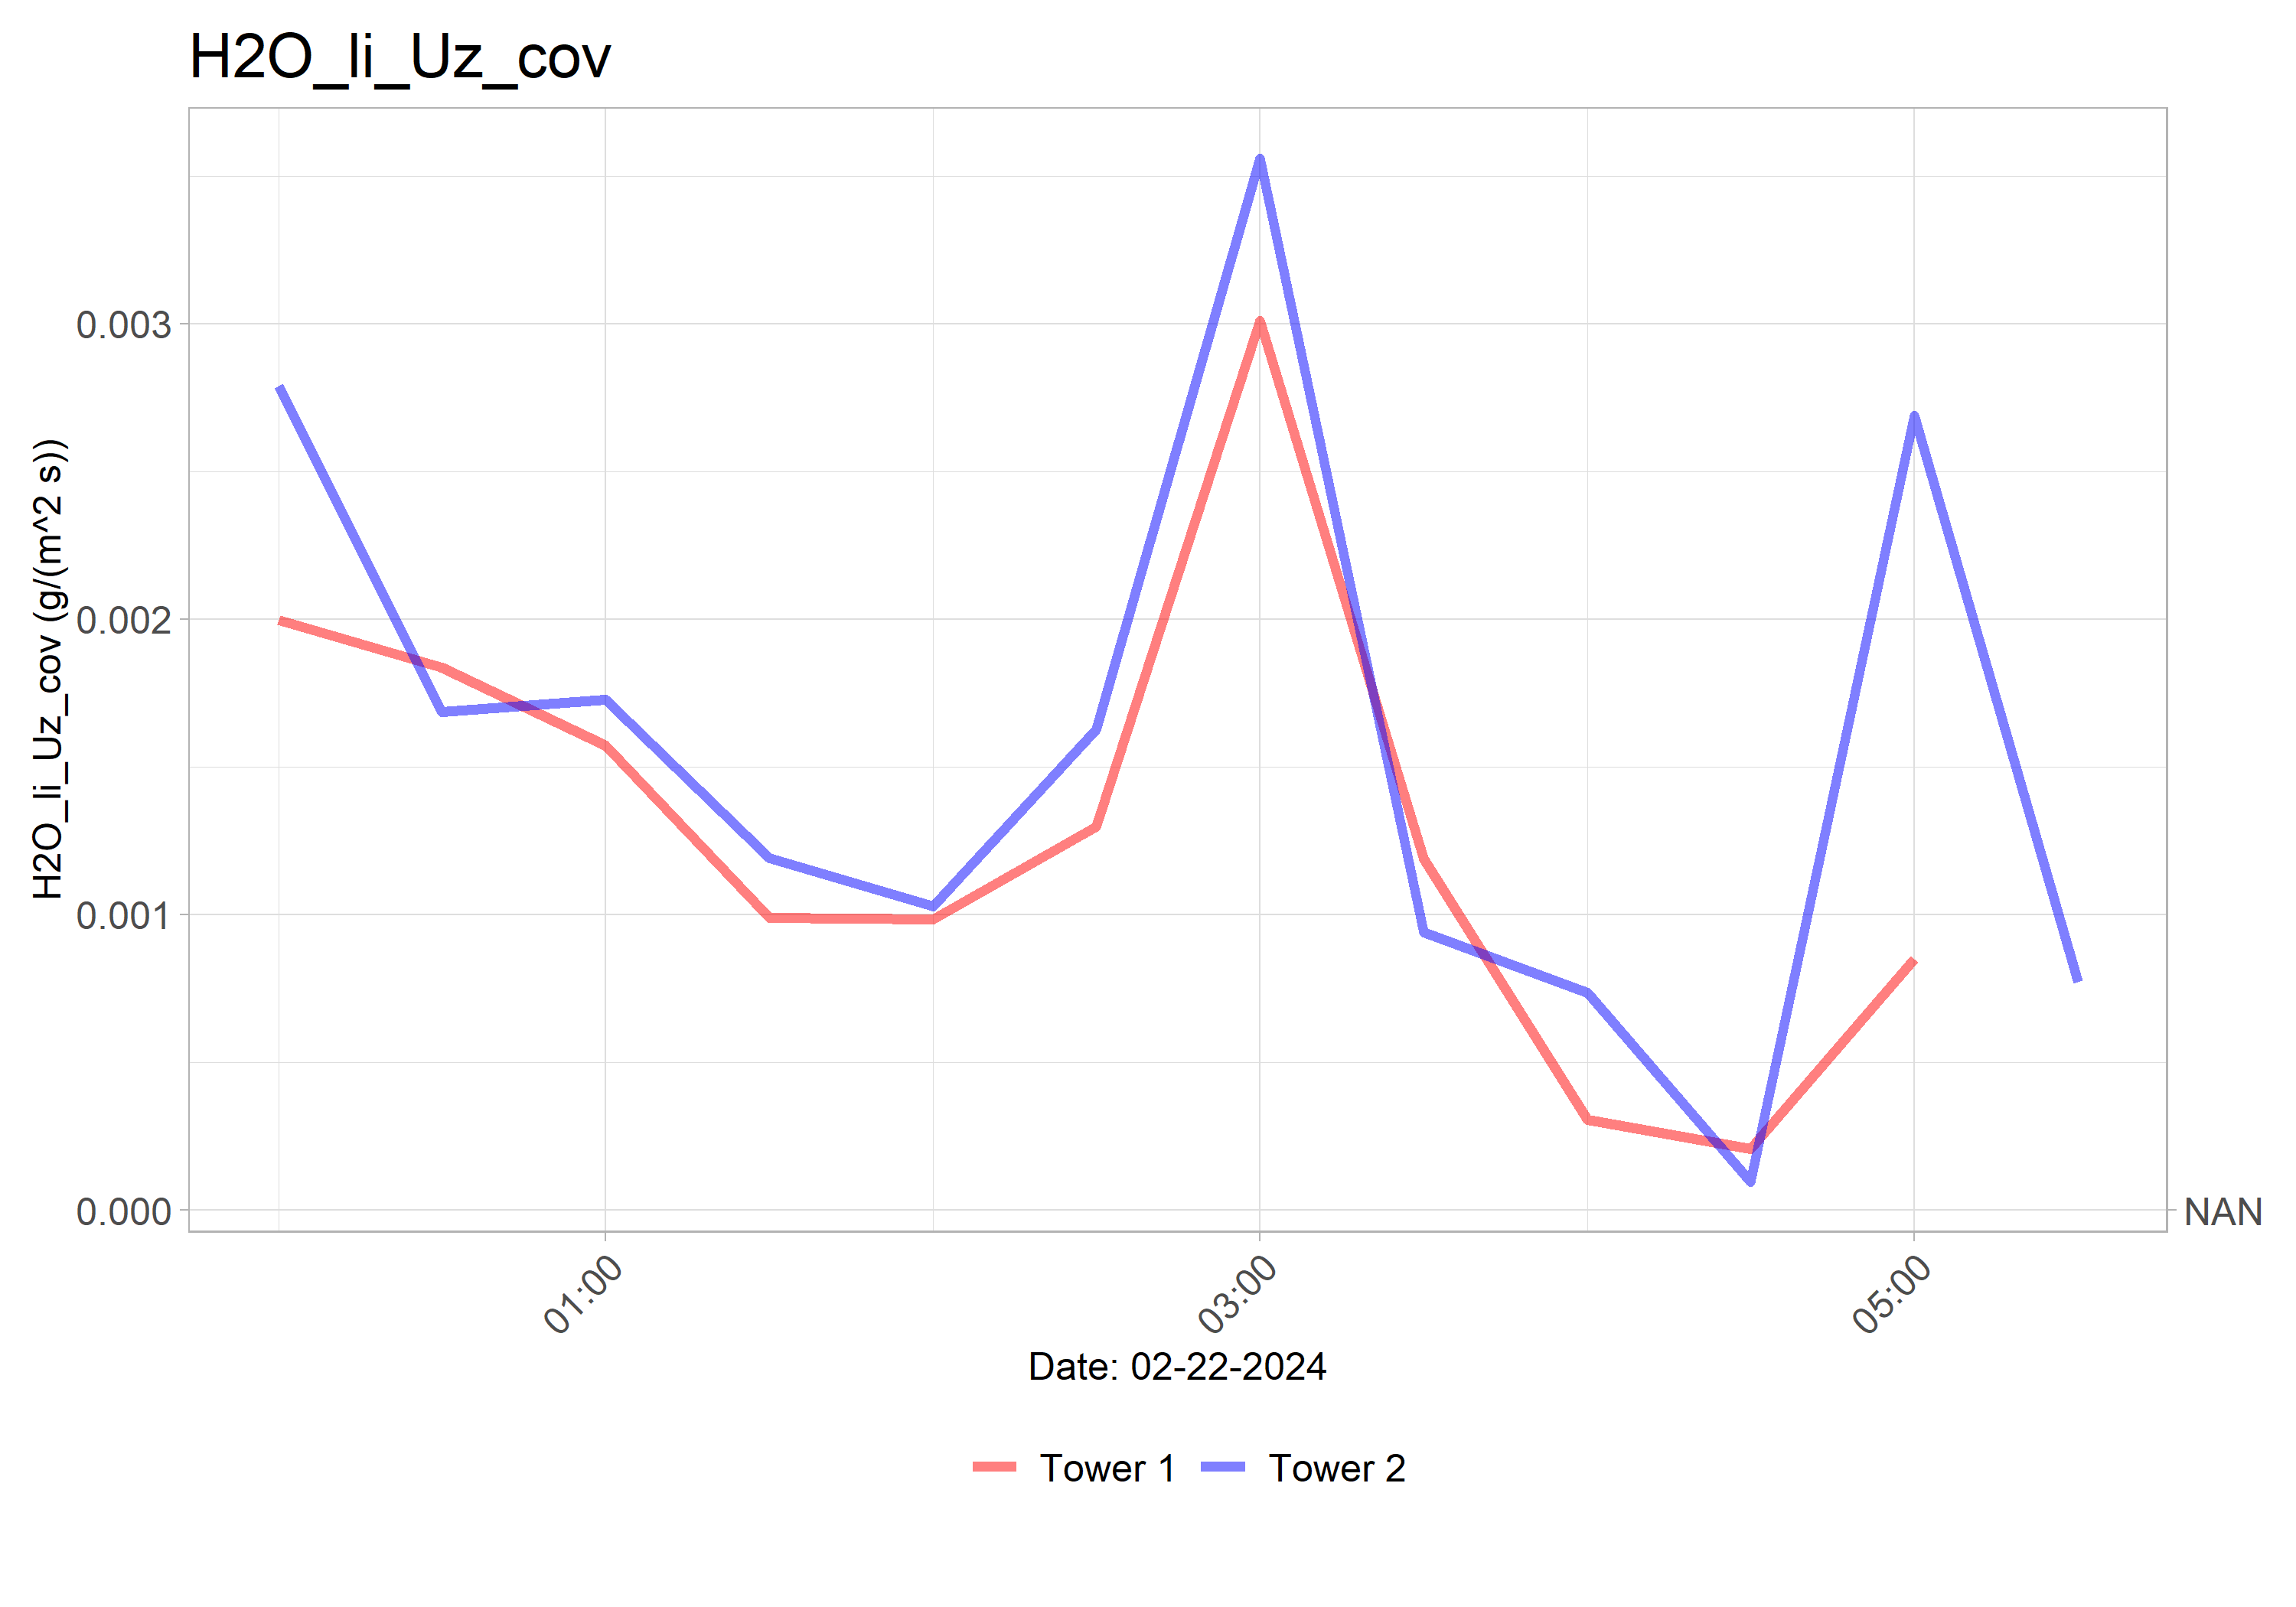 H2O_li_Uz_cov
H2O_li_Uz_cov (g/(m^2 s))
0.003
0.002
0.001
0.000
NAN
01:00
03:00
05:00
Date: 02-22-2024
Tower 1
Tower 2